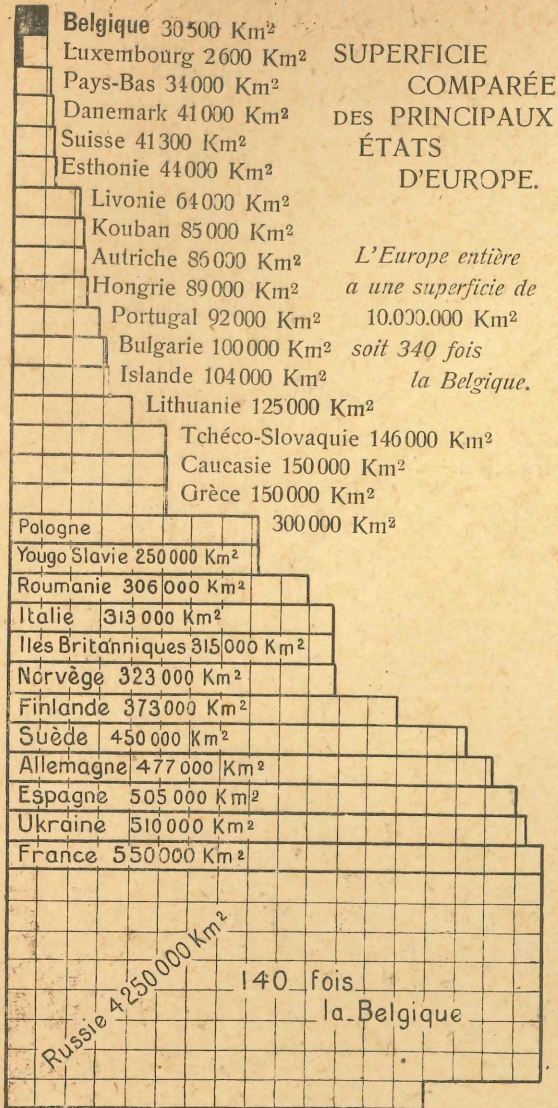 Belgique 30500 Km²
Luxembourg 2600 Km²
Pays-Bas 34000 Km²
Danemark 41000 Km²
Suisse 41300 Km²
Esthonie 44000 Km²
Livonie 64000 Km²
Kouban 85000 Km²
Autriche 86000 Km²
Hongrie 89000 Km²
Portugal 92000 Km²
Bulgarie 100000 Km²
Islande 104000 Km²
Lithuanie 125000 Km²
Tchéco-Slovaquie 146000 Km²
Caucasie 150000 Km²
Grèce 150000 Km²
Pologne 300000 Km²
Yougo Slavie 250000 Km²
Roumanie 306000 Km²
Italie 313000 Km²
Iles Britanniques 315000 Km²
Norvège 323000 Km²
Finlande 373000 Km²
Suède 450000 Km²
Allemagne 477000 Km²
Espagne 505000 Km2
Ukraine 510000 Km²
France 550000 Km²
Russie 4250000 Km²
140 fois
la Belgique
SUPERFICIE
COMPARÉE
DES PRINCIPAUX
ÉTATS
D'EUROPE.
L'Europe entière
a une superficie de
10.000.000 Km²
soit 340 fois
la Belgique.